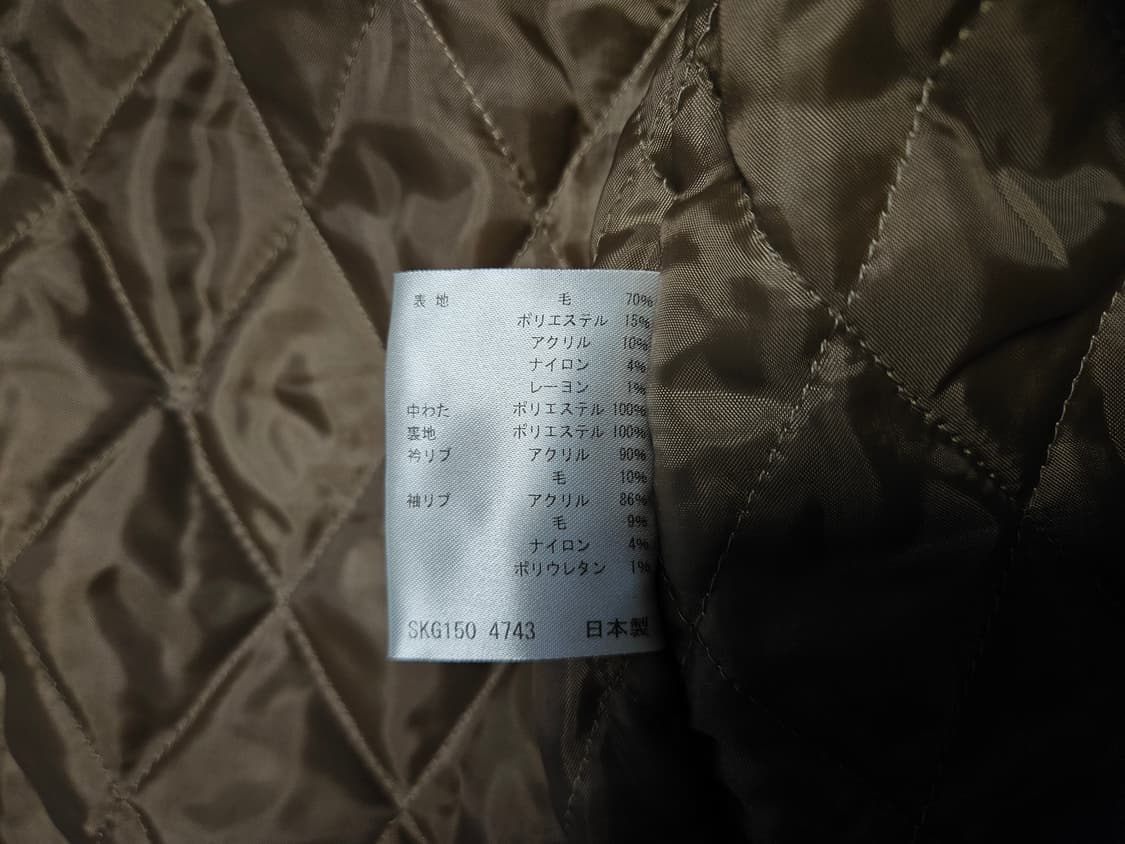 表地 毛 70%
ポリエステル 15%
アクリル 10%
ナイロン 4%
レーヨン 1%
中わた ポリエステル 100%
裏地 ポリエステル 100%
衿リブ アクリル 90%
毛 10%
袖リブ アクリル 86%
毛 9%
ナイロン 4%
ポリウレタン 1%
SKG150 4743 日本製